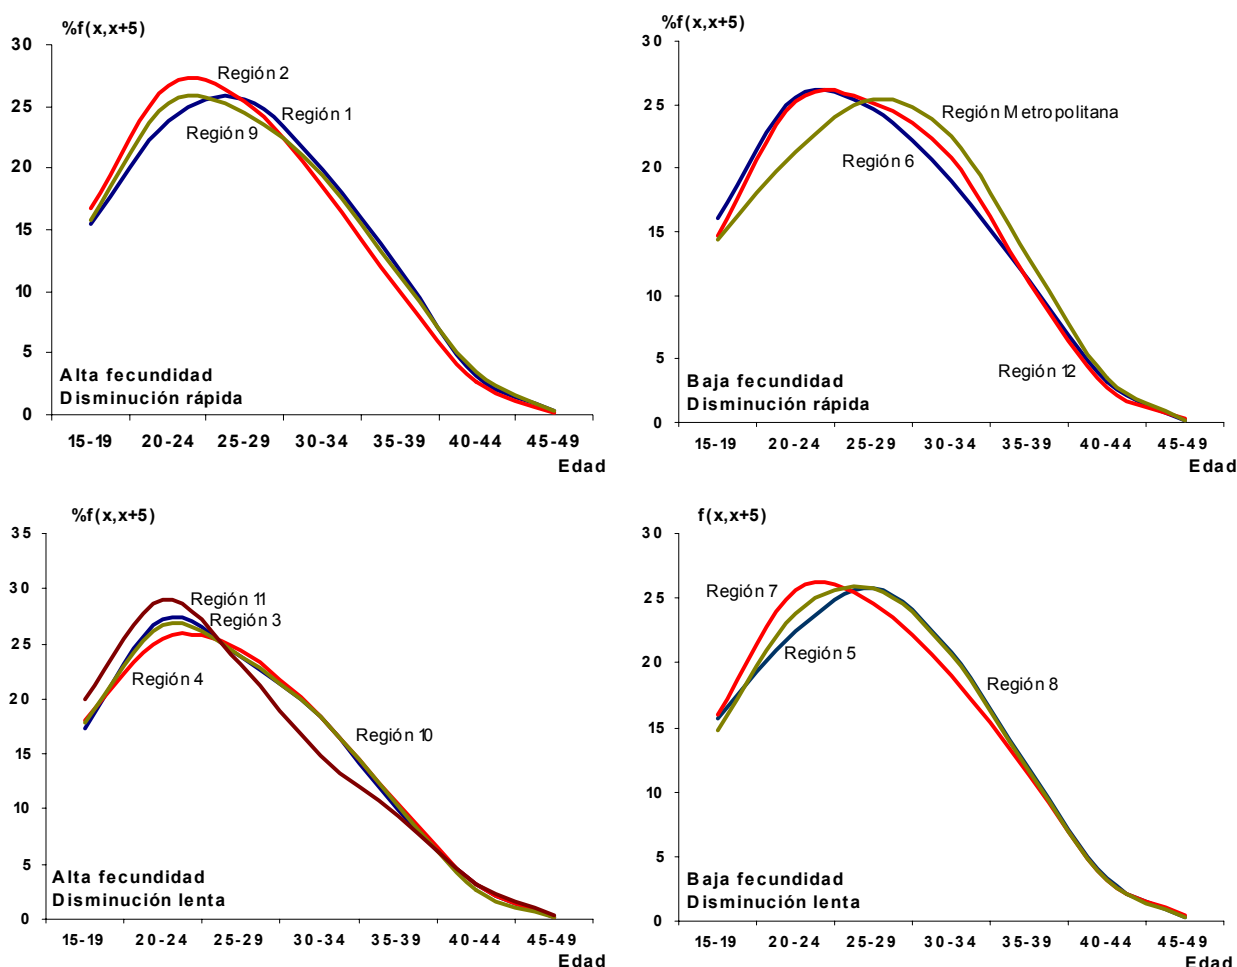 %f(x,x+5)
30
25
20
15
10
5
0
Región 2
Región 1
Región 9
Alta fecundidad
Disminución rápida
15-19 20-24 25-29 30-34 35-39 40-44 45-49
Edad
%f(x,x+5)
30
25
20
15
10
5
0
Región Metropolitana
Región 6
Región 12
Baja fecundidad
Disminución rápida
15-19 20-24 25-29 30-34 35-39 40-44 45-49
Edad
%f(x,x+5)
35
30
25
20
15
10
5
0
Región 11
Región 3
Región 4
Región 10
Alta fecundidad
Disminución lenta
15-19 20-24 25-29 30-34 35-39 40-44 45-49
Edad
f(x,x+5)
30
25
20
15
10
5
0
Región 7
Región 5
Región 8
Baja fecundidad
Disminución lenta
15-19 20-24 25-29 30-34 35-39 40-44 45-49
Edad